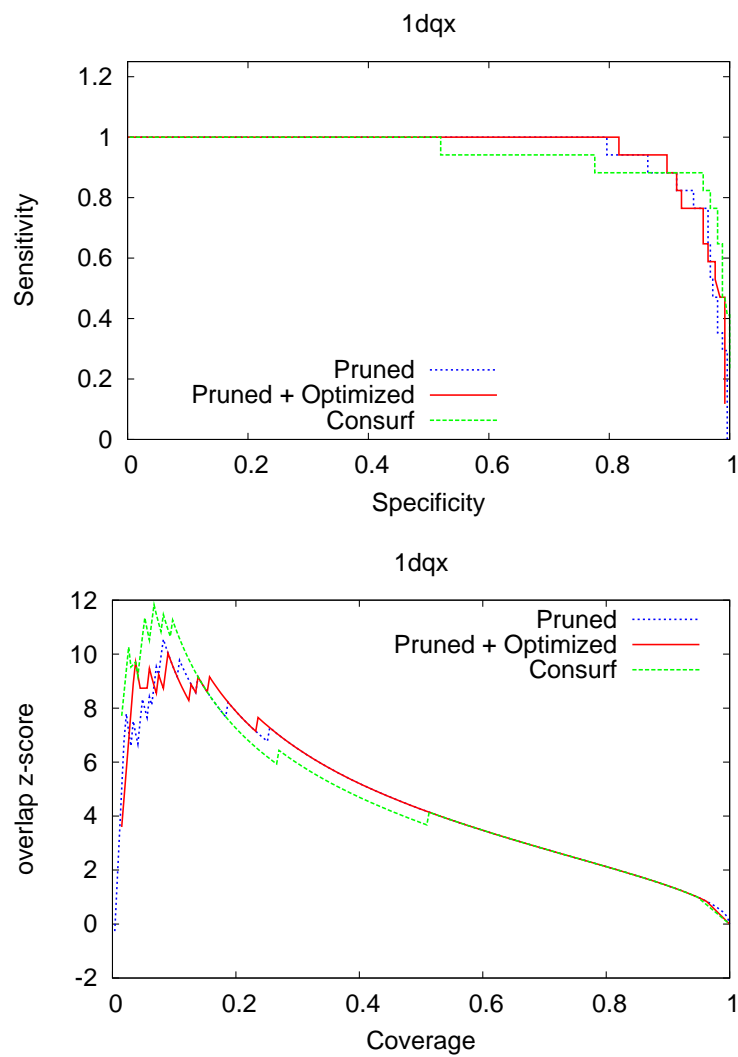 1dqx
1.2
1
0.8
0.6
0.4
0.2
0
Sensitivity
Pruned
Pruned + Optimized
Consurf
0 0.2 0.4 0.6 0.8 1
Specificity
1dqx
12
10
8
6
4
2
0
-2
overlap z-score
Pruned
Pruned + Optimized
Consurf
0 0.2 0.4 0.6 0.8 1
Coverage